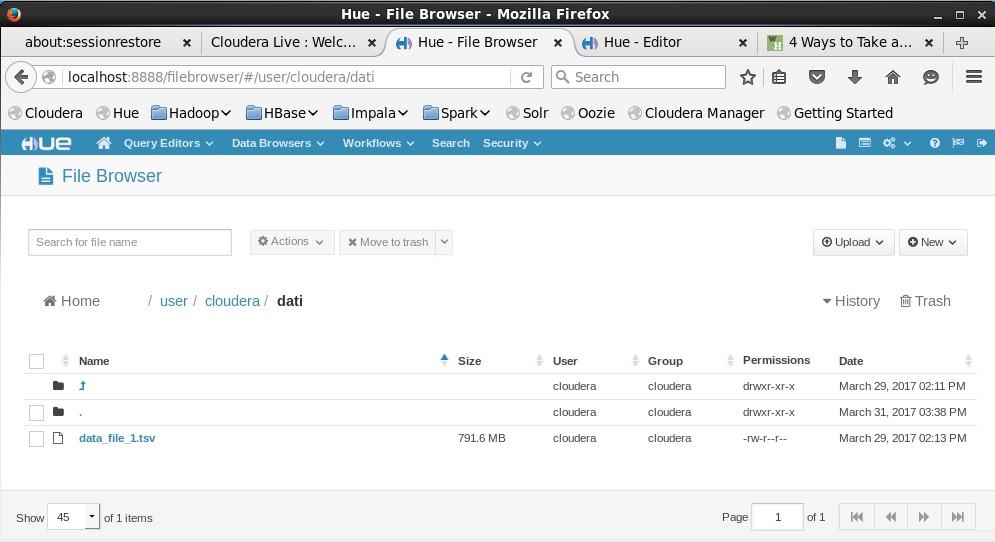 Hue - File Browser - Mozilla Firefox
about:sessionrestore Cloudera Live : Welc... Hue - File Browser Hue - Editor 4 Ways to Take a...
localhost:8888/filebrowser/#/user/cloudera/dati Search
Cloudera Hue Hadoop HBase Impala Spark Solr Oozie Cloudera Manager Getting Started
HUE Query Editors Data Browsers Workflows Search Security
File Browser
Search for file name Actions Move to trash Upload New
Home / user / cloudera / dati History Trash
Name Size User Group Permissions Date
cloudera cloudera drwxr-xr-x March 29, 2017 02:11 PM
. cloudera cloudera drwxr-xr-x March 31, 2017 03:38 PM
data_file_1.tsv 791.6 MB cloudera cloudera -rw-r--r-- March 29, 2017 02:13 PM
Show 45 of 1 items Page 1 of 1